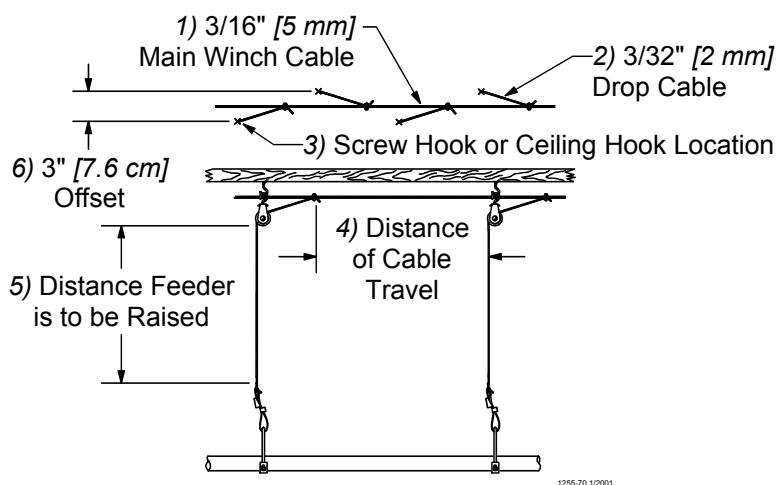 1) 3/16" [5 mm]
Main Winch Cable
2) 3/32" [2 mm]
Drop Cable
3) Screw Hook or Ceiling Hook Location
6) 3" [7.6 cm]
Offset
4) Distance
of Cable
Travel
5) Distance Feeder
is to be Raised
1255-70 1/2001